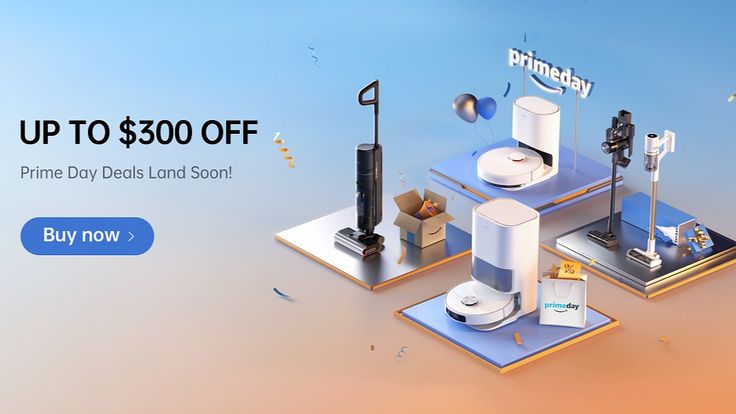 UP TO $300 OFF
Prime Day Deals Land Soon!
Buy now >
primeday
%
primeday